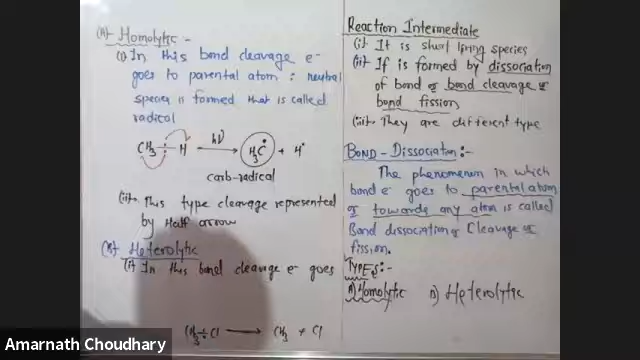 (A) Homolytic :-
(i) In this bond cleavage e-
goes to parental atom ∴ neutral
species is formed that is called
radical
CH3 : H hν → H3C• + H•
carb-radical
(ii) This type cleavage represented
by Half arrow
(B) Heterolytic
(i) In this bond cleavage e- goes
CH3 Cl → CH3 + Cl
Reaction Intermediate
(i) It is short living species
(ii) It is formed by dissociation
of bond or bond cleavage or
bond fission
(iii) They are different type
BOND-Dissociation :-
The phenomenon in which
bond e- goes to parental atom
or towards any atom is called
Bond dissociation or Cleavage or
fission.
TYPES :-
A) Homolytic B) Heterolytic
Amarnath Choudhary